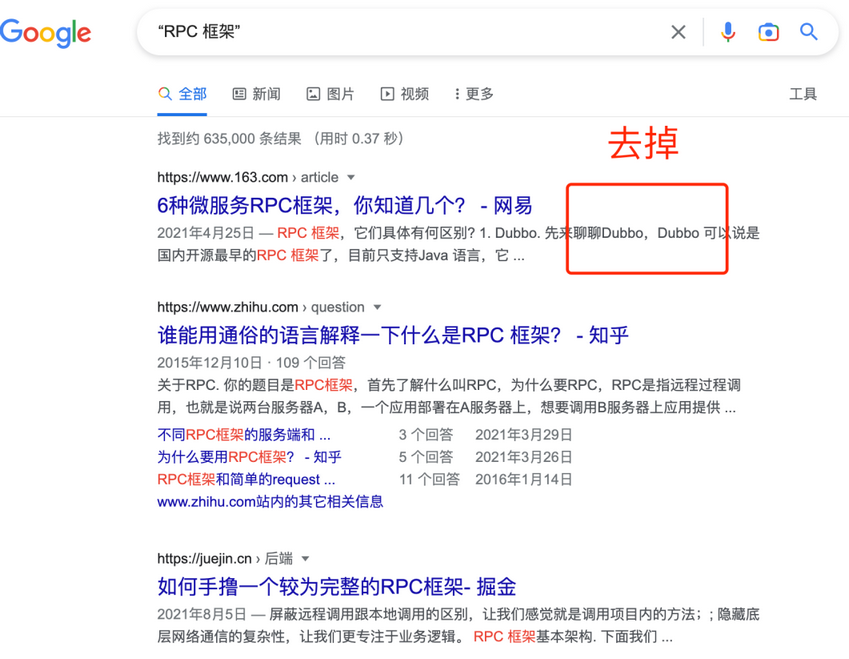 Google
“RPC 框架”
全部 新闻 图片 视频 更多 工具
找到约 635,000 条结果 （用时 0.37 秒）
去掉
https://www.163.com › article
6种微服务RPC框架，你知道几个？ - 网易
2021年4月25日 — RPC 框架，它们具体有何区别? 1. Dubbo. 先来聊聊Dubbo，Dubbo 可以说是
国内开源最早的RPC 框架了，目前只支持Java 语言，它 ...
https://www.zhihu.com › question
谁能用通俗的语言解释一下什么是RPC 框架？ - 知乎
2015年12月10日 · 109 个回答
关于RPC. 你的题目是RPC框架，首先了解什么叫RPC，为什么要RPC，RPC是指远程过程调
用，也就是说两台服务器A，B，一个应用部署在A服务器上，想要调用B服务器上应用提供 ...
不同RPC框架的服务端和 ... 3 个回答 2021年3月29日
为什么要用RPC框架？ - 知乎 5 个回答 2021年3月26日
RPC框架和简单的request ... 11 个回答 2016年1月14日
www.zhihu.com站内的其它相关信息
https://juejin.cn › 后端
如何手撸一个较为完整的RPC框架- 掘金
2021年8月5日 — 屏蔽远程调用跟本地调用的区别，让我们感觉就是调用项目内的方法；; 隐藏底
层网络通信的复杂性，让我们更专注于业务逻辑。 RPC 框架基本架构. 下面我们 ...